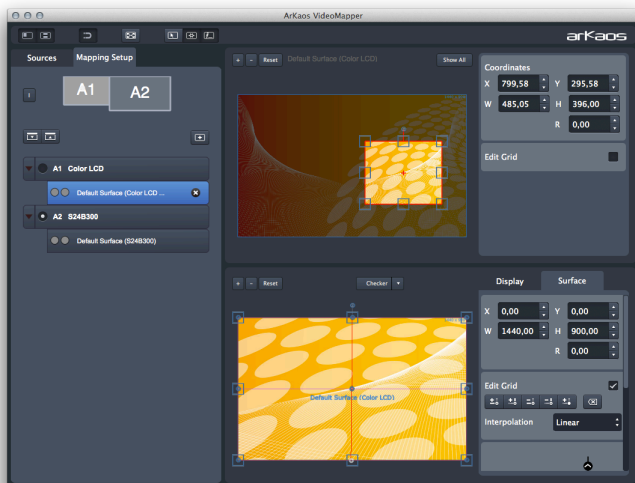 ArKaos VideoMapper
arkaos
Sources
Mapping Setup
+ - Reset Default Surface (Color LCD) Show All
A1 A2
Coordinates
X 799,58 Y 295,58
W 485,05 H 396,00
R 0,00
Edit Grid
A1 Color LCD
Default Surface (Color LCD ...
A2 S24B300
Default Surface (S24B300)
+ - Reset Checker
Display Surface
X 0,00 Y 0,00
W 1440,00 H 900,00
R 0,00
Edit Grid
Interpolation Linear
Default Surface (Color LCD)